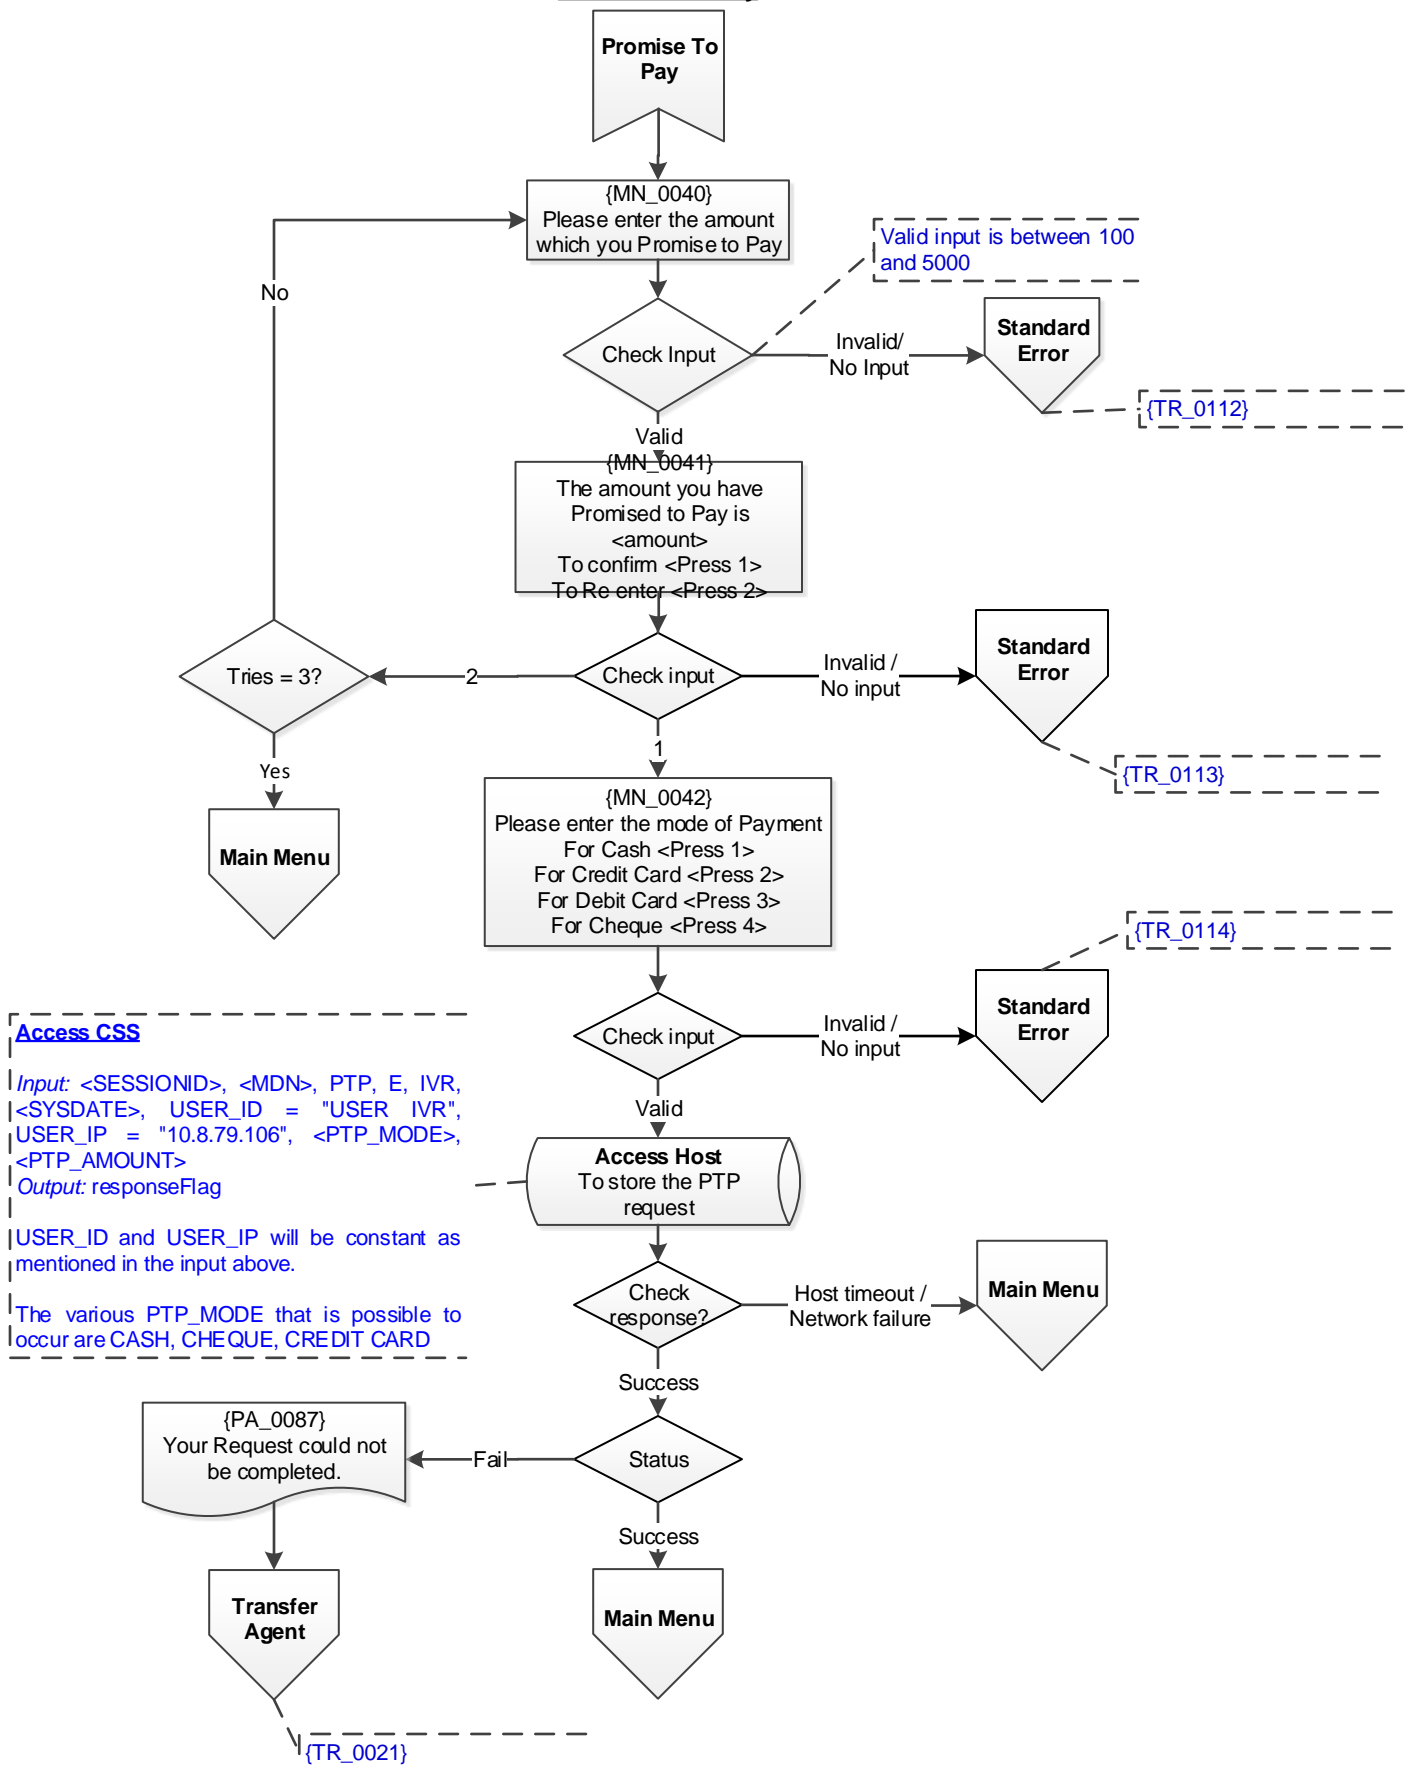 Promise To
Pay
{MN_0040}
Please enter the amount
which you Promise to Pay
Valid input is between 100
and 5000
No
Check Input
Invalid/
No Input
Standard
Error
{TR_0112}
Valid
{MN_0041}
The amount you have
Promised to Pay is
<amount>
To confirm <Press 1>
To Re enter <Press 2>
Tries = 3?
2
Check input
Invalid /
No input
Standard
Error
{TR_0113}
1
Yes
Main Menu
{MN_0042}
Please enter the mode of Payment
For Cash <Press 1>
For Credit Card <Press 2>
For Debit Card <Press 3>
For Cheque <Press 4>
{TR_0114}
Check input
Invalid /
No input
Standard
Error
Access CSS
Input: <SESSIONID>, <MDN>, PTP, E, IVR,
<SYSDATE>, USER_ID = "USER IVR",
USER_IP = "10.8.79.106", <PTP_MODE>,
<PTP_AMOUNT>
Output: responseFlag
USER_ID and USER_IP will be constant as
mentioned in the input above.
The various PTP_MODE that is possible to
occur are CASH, CHEQUE, CREDIT CARD
Valid
Access Host
To store the PTP
request
Check
response?
Host timeout /
Network failure
Main Menu
Success
{PA_0087}
Your Request could not
be completed.
Fail
Status
Success
Transfer
Agent
Main Menu
{TR_0021}